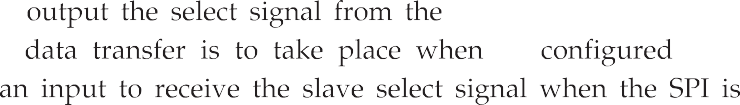 output the select signal from the
data transfer is to take place when configured
an input to receive the slave select signal when the SPI is